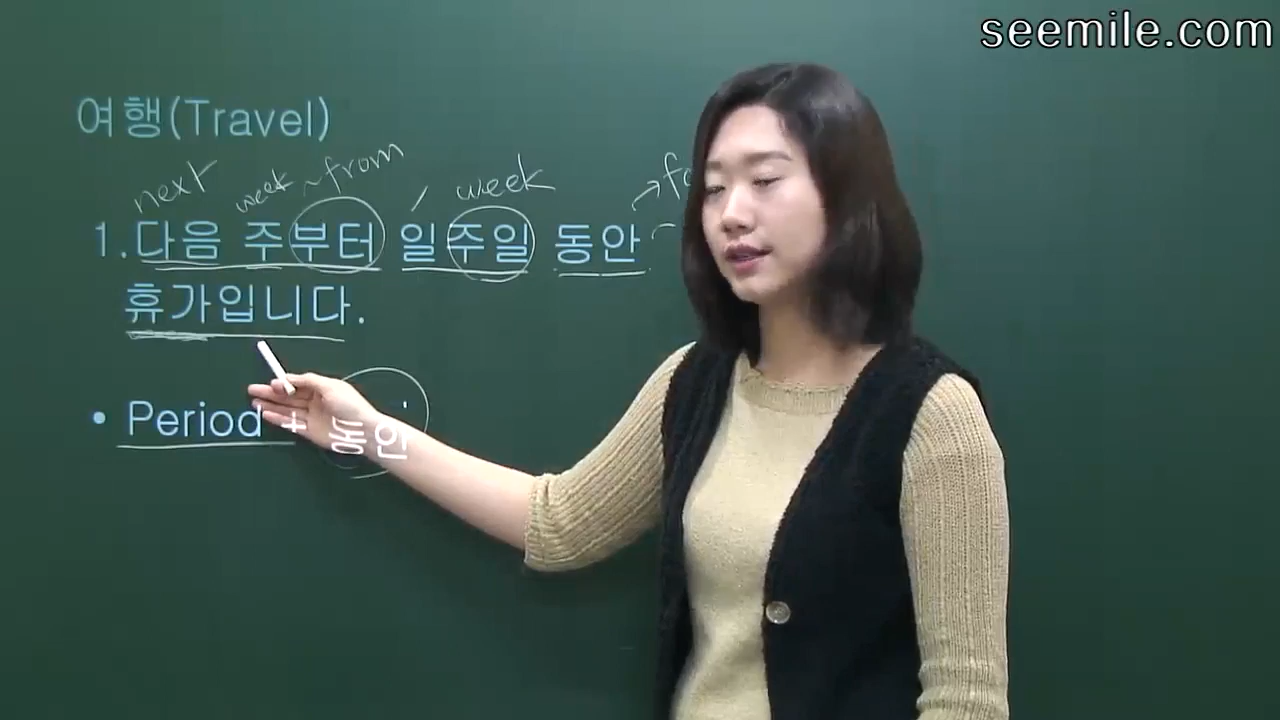 seemile.com
여행(Travel)
next week ~from / week →
1.다음 주부터 일주일 동안
휴가입니다.
• Period + 동안